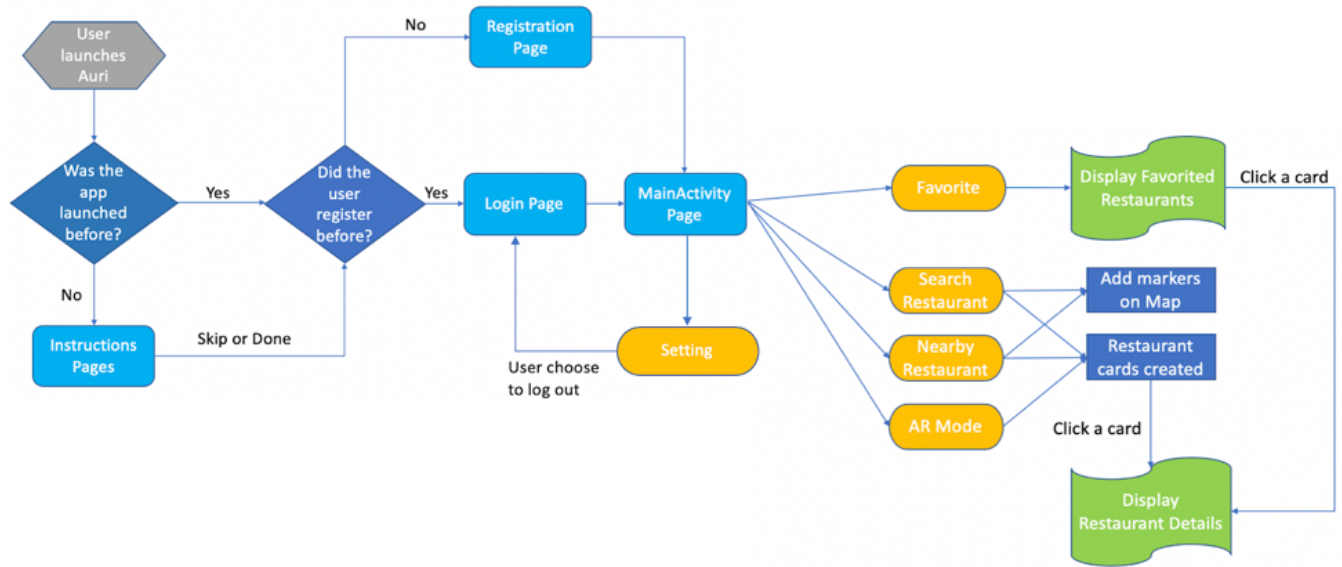 User
launches
Auri
Was the
app
launched
before?
Yes
No
Instructions
Pages
Skip or Done
Did the
user
register
before?
No
Yes
Registration
Page
Login Page
MainActivity
Page
Setting
User choose
to log out
Favorite
Display Favorited
Restaurants
Click a card
Search
Restaurant
Add markers
on Map
Nearby
Restaurant
Restaurant
cards created
AR Mode
Click a card
Display
Restaurant Details